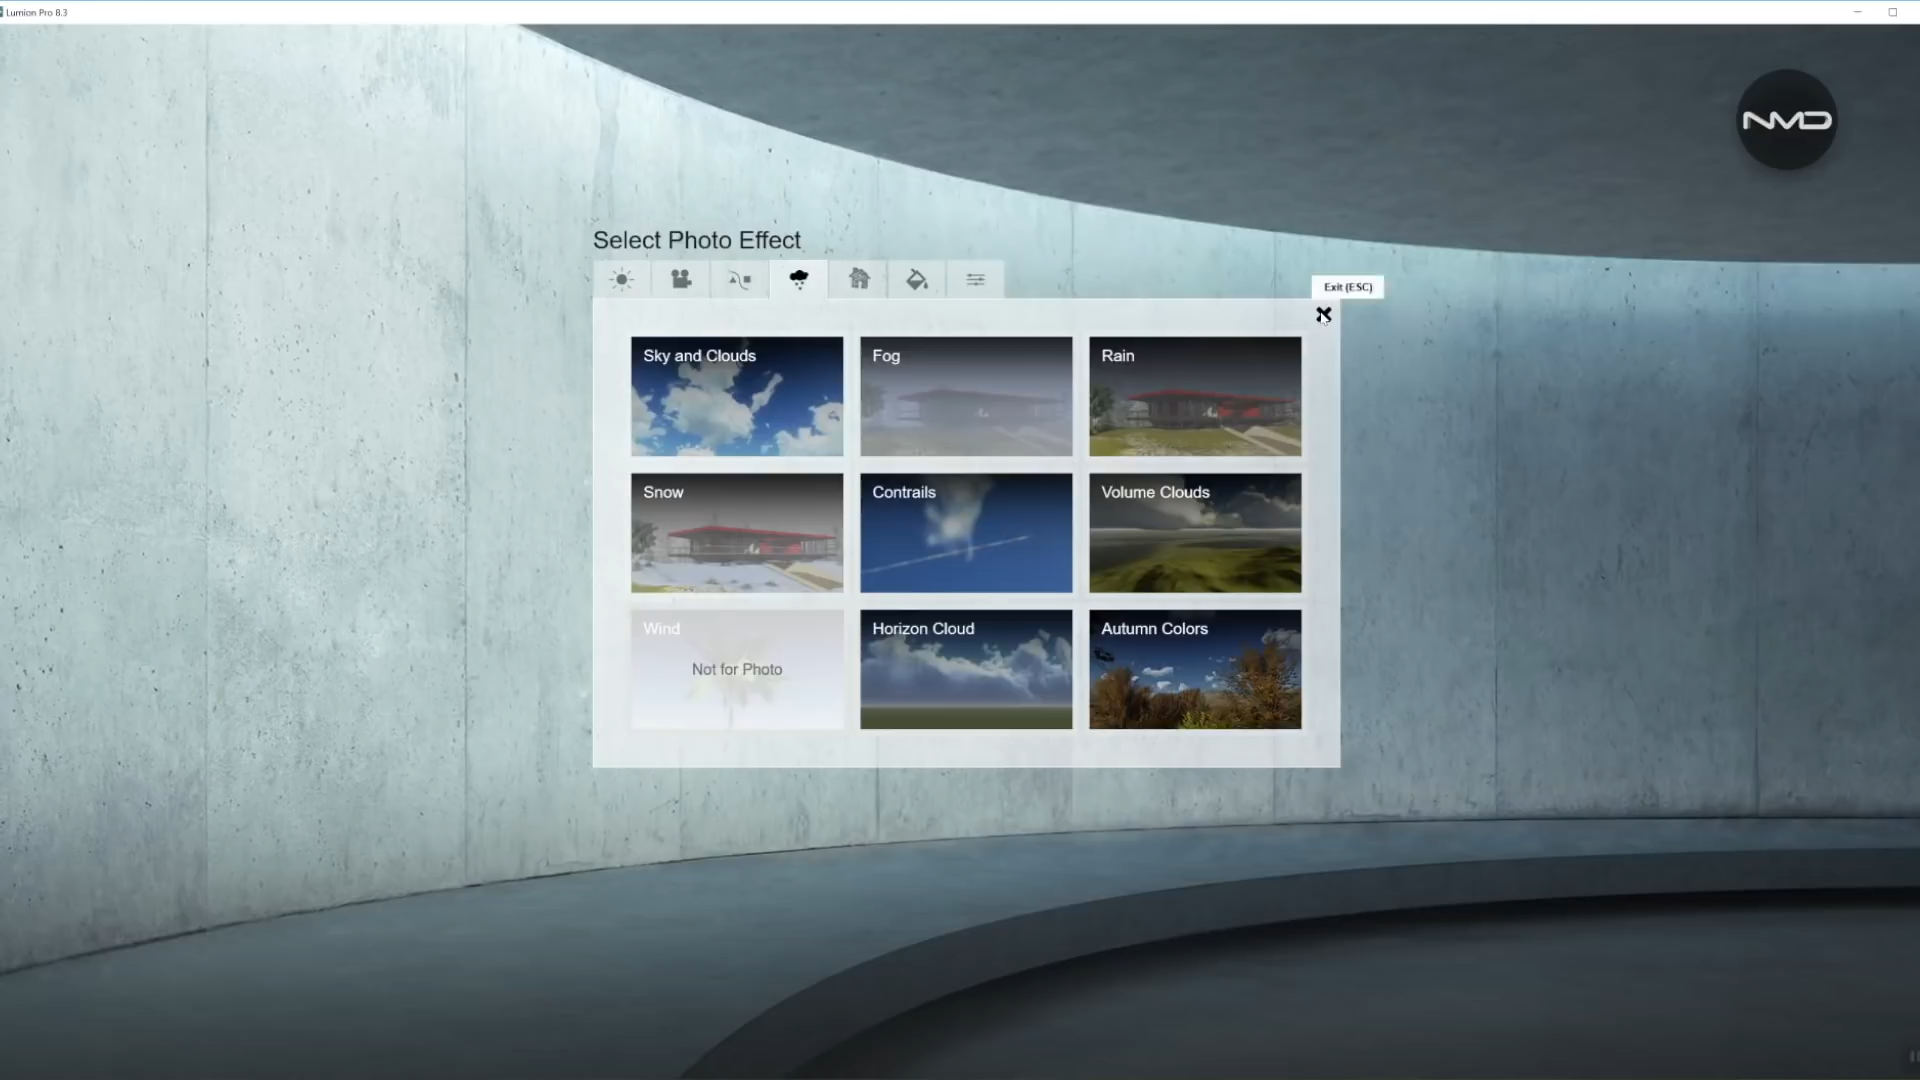 Lumion Pro 8.3
NMD
Select Photo Effect
Exit (ESC)
Sky and Clouds
Fog
Rain
Snow
Contrails
Volume Clouds
Wind
Not for Photo
Horizon Cloud
Autumn Colors